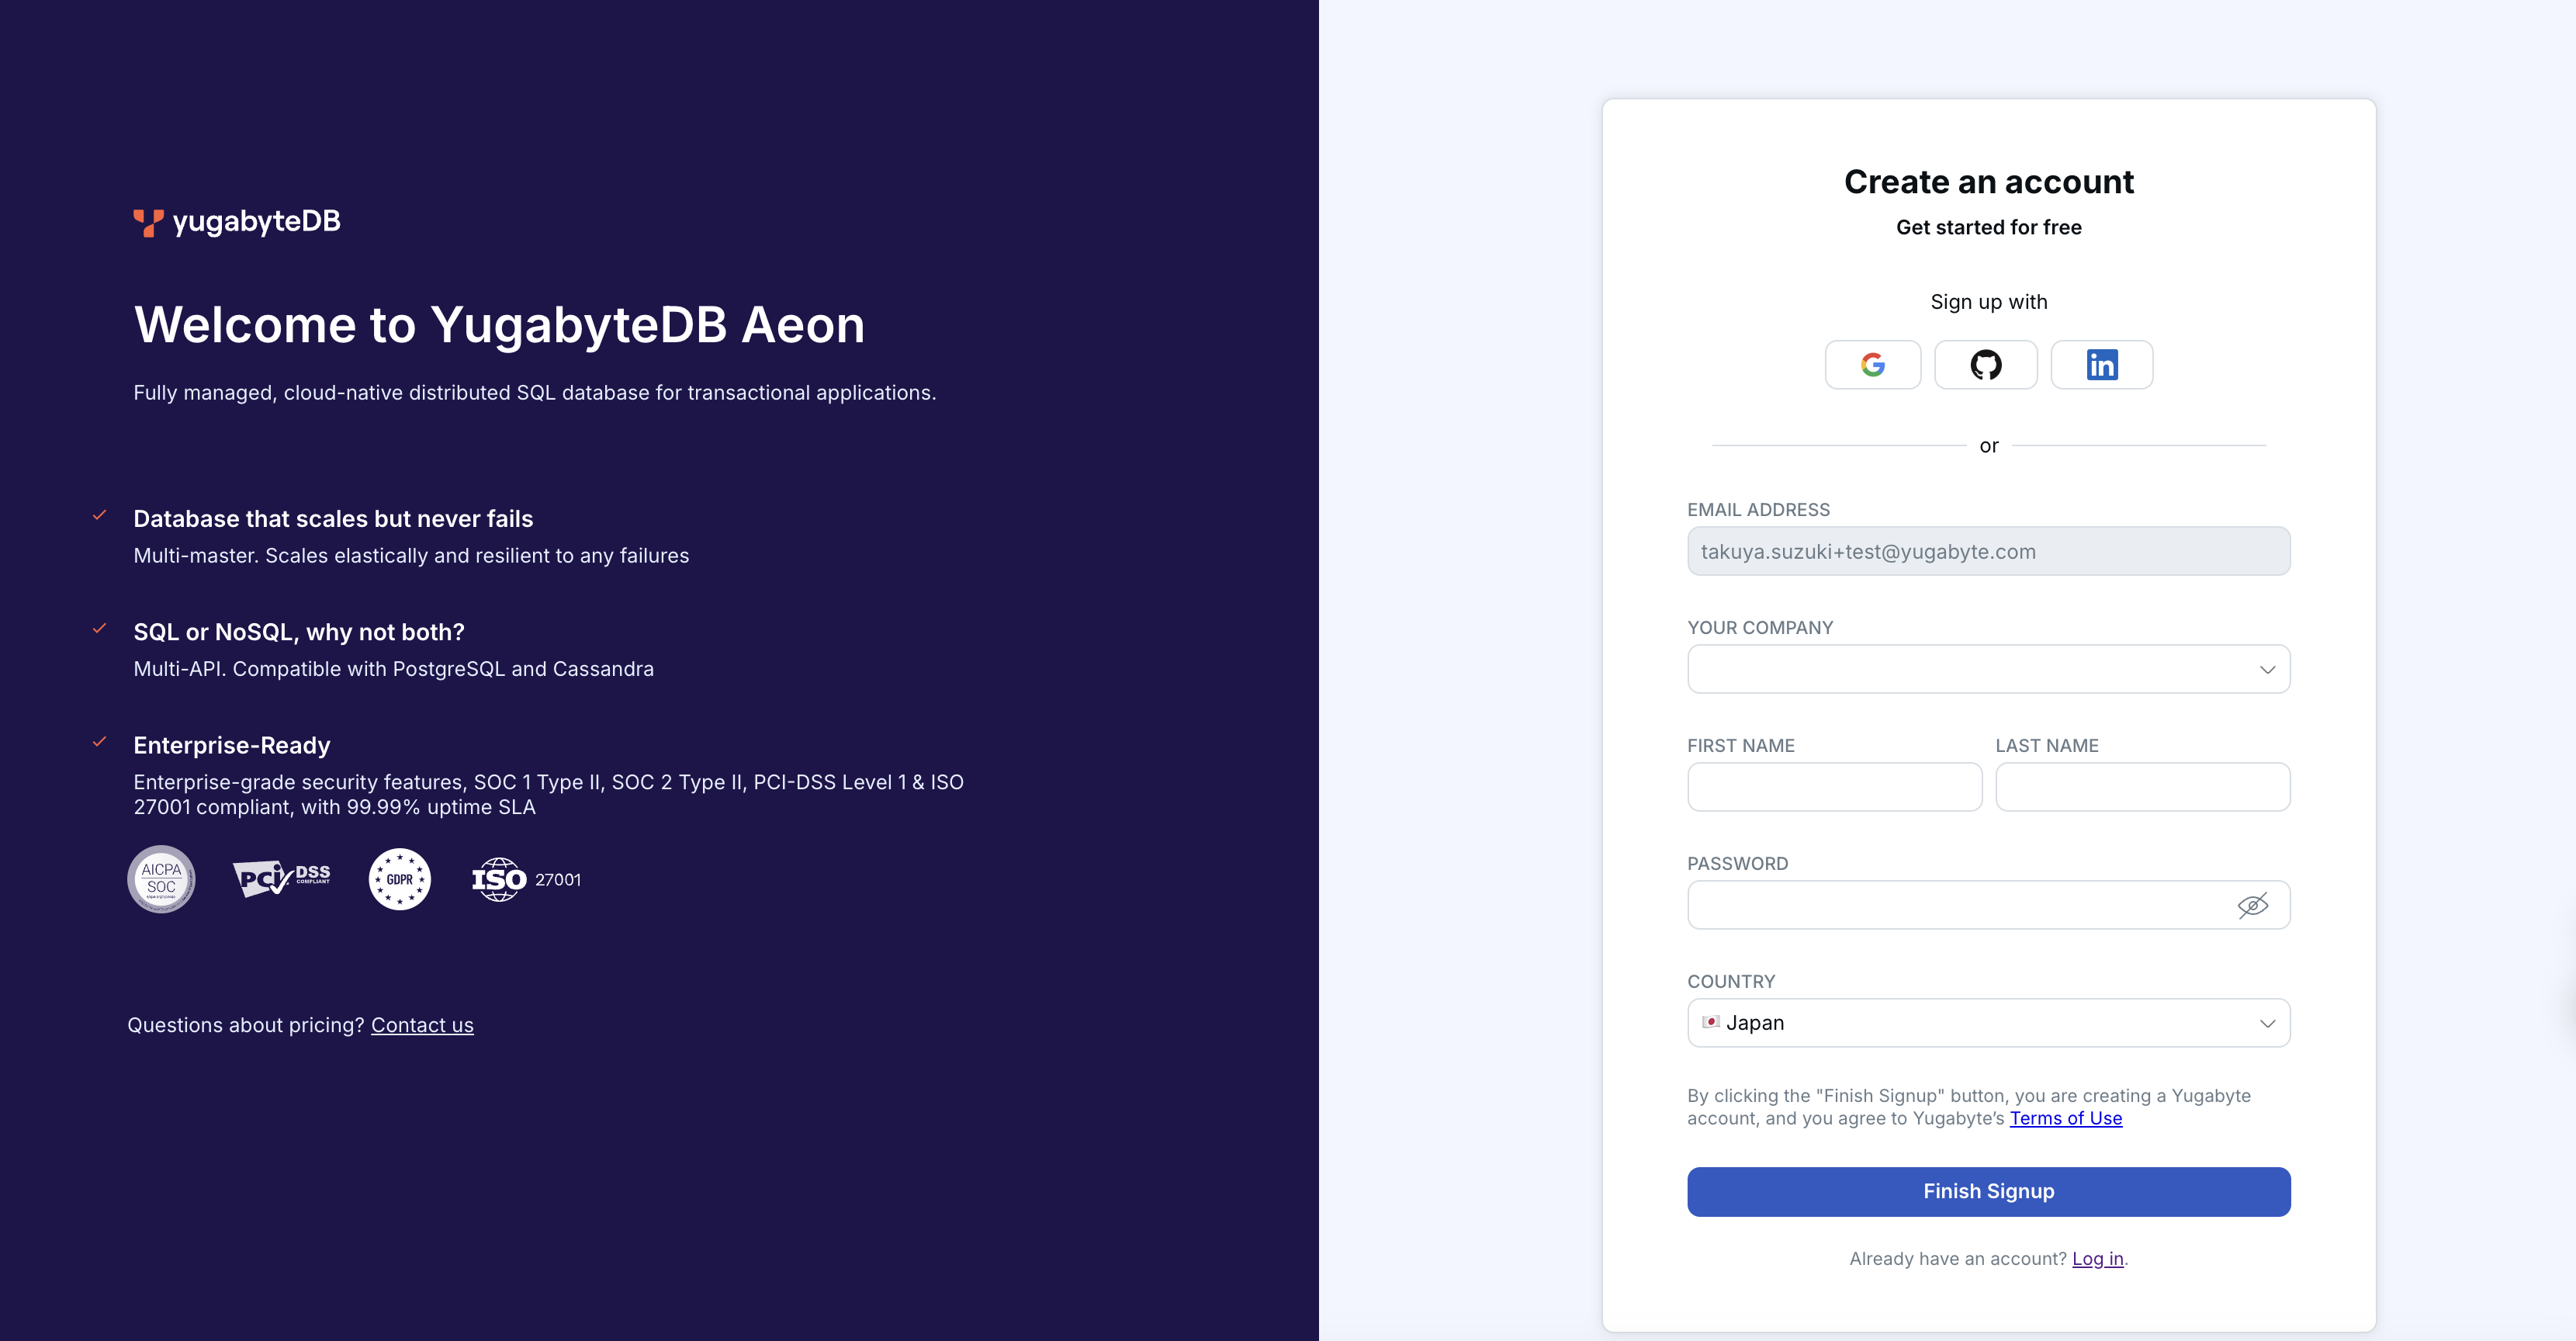 yugabyteDB
Welcome to YugabyteDB Aeon
Fully managed, cloud-native distributed SQL database for transactional applications.
Database that scales but never fails
Multi-master. Scales elastically and resilient to any failures
SQL or NoSQL, why not both?
Multi-API. Compatible with PostgreSQL and Cassandra
Enterprise-Ready
Enterprise-grade security features, SOC 1 Type II, SOC 2 Type II, PCI-DSS Level 1 & ISO
27001 compliant, with 99.99% uptime SLA
AICPA
SOC
PCi DSS
COMPLIANT
GDPR
ISO 27001
Questions about pricing? Contact us
Create an account
Get started for free
Sign up with
in
or
EMAIL ADDRESS
takuya.suzuki+test@yugabyte.com
YOUR COMPANY
FIRST NAME LAST NAME
PASSWORD
COUNTRY
Japan
By clicking the "Finish Signup" button, you are creating a Yugabyte
account, and you agree to Yugabyte’s Terms of Use
Finish Signup
Already have an account? Log in.